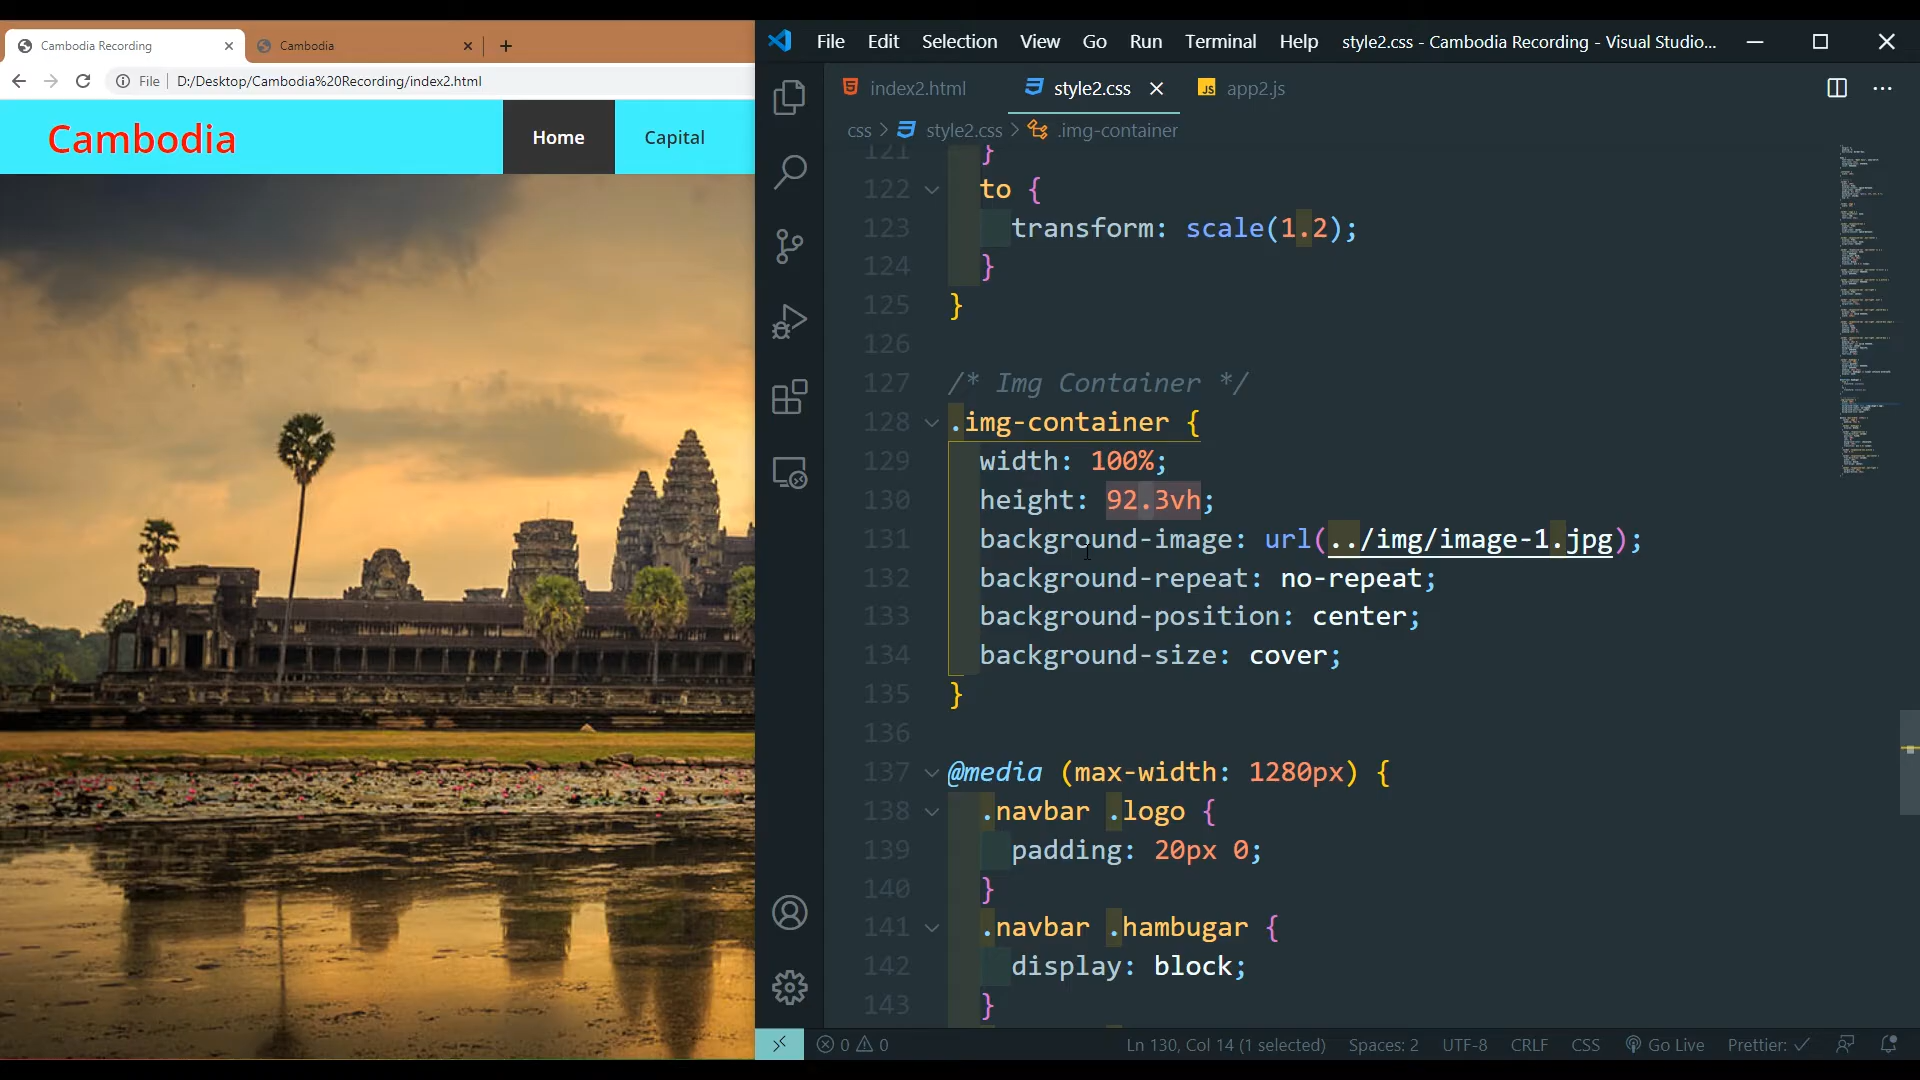 Cambodia Recording
Cambodia
File D:/Desktop/Cambodia%20Recording/index2.html
Cambodia
Home
Capital
File Edit Selection View Go Run Terminal Help style2.css - Cambodia Recording - Visual Studio...
index2.html
style2.css
JS app2.js
css > style2.css > .img-container
121 }
122 to {
123 transform: scale(1.2);
124 }
125 }
126
127 /* Img Container */
128 .img-container {
129 width: 100%;
130 height: 92.3vh;
131 background-image: url(../img/image-1.jpg);
132 background-repeat: no-repeat;
133 background-position: center;
134 background-size: cover;
135 }
136
137 @media (max-width: 1280px) {
138 .navbar .logo {
139 padding: 20px 0;
140 }
141 .navbar .hambugar {
142 display: block;
143 }
0 0 Ln 130, Col 14 (1 selected) Spaces: 2 UTF-8 CRLF CSS Go Live Prettier: ✓